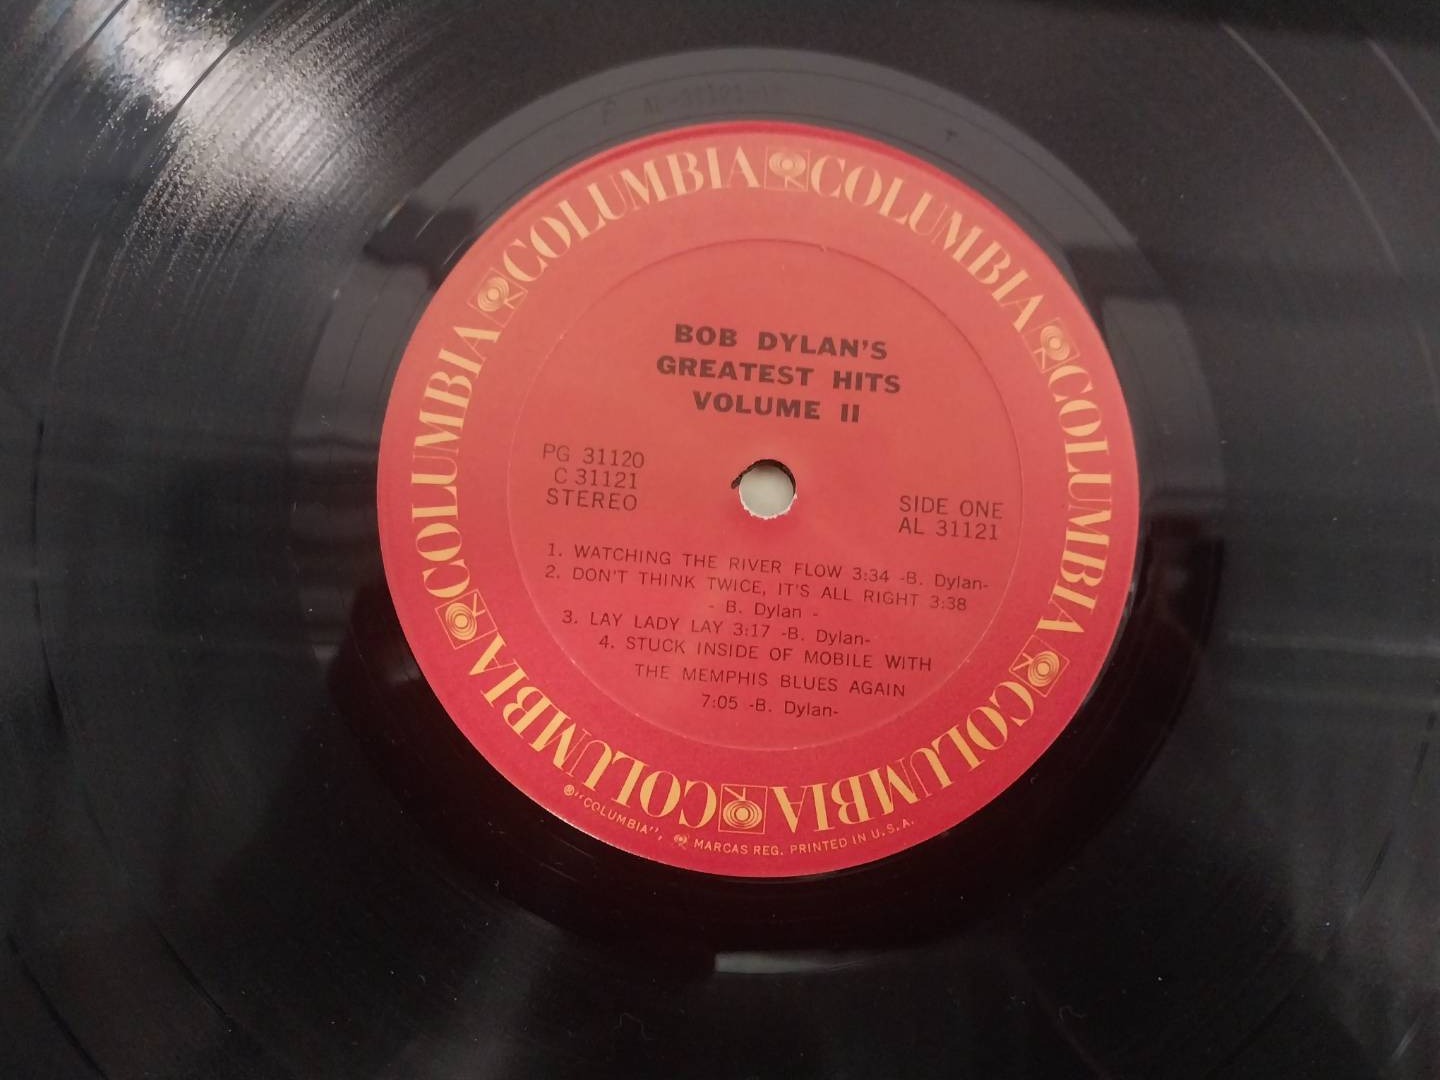 COLUMBIA COLUMBIA COLUMBIA COLUMBIA COLUMBIA COLUMBIA
BOB DYLAN'S
GREATEST HITS
VOLUME II
PG 31120
C 31121
STEREO
SIDE ONE
AL 31121
1. WATCHING THE RIVER FLOW 3:34 -B. Dylan-
2. DON'T THINK TWICE, IT'S ALL RIGHT 3:38
- B. Dylan -
3. LAY LADY LAY 3:17 -B. Dylan-
4. STUCK INSIDE OF MOBILE WITH
THE MEMPHIS BLUES AGAIN
7:05 -B. Dylan-
®"COLUMBIA", MARCAS REG. PRINTED IN U.S.A.